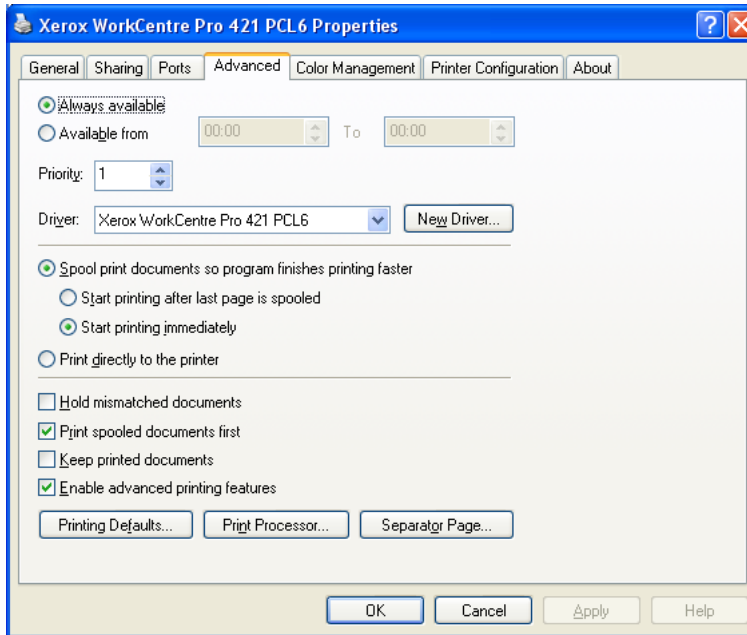 Xerox WorkCentre Pro 421 PCL6 Properties
General Sharing Ports Advanced Color Management Printer Configuration About
Always available
Available from 00:00 To 00:00
Priority: 1
Driver: Xerox WorkCentre Pro 421 PCL6 New Driver...
Spool print documents so program finishes printing faster
Start printing after last page is spooled
Start printing immediately
Print directly to the printer
Hold mismatched documents
Print spooled documents first
Keep printed documents
Enable advanced printing features
Printing Defaults... Print Processor... Separator Page...
OK Cancel Apply Help